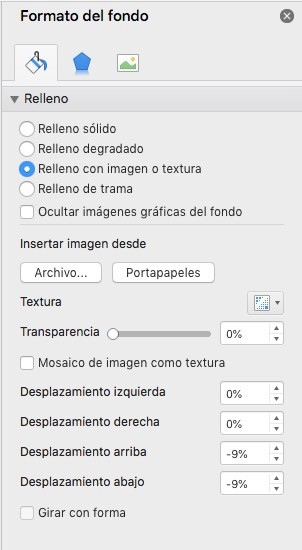 Formato del fondo
Relleno
Relleno sólido
Relleno degradado
Relleno con imagen o textura
Relleno de trama
Ocultar imágenes gráficas del fondo
Insertar imagen desde
Archivo... Portapapeles
Textura
Transparencia 0%
Mosaico de imagen como textura
Desplazamiento izquierda 0%
Desplazamiento derecha 0%
Desplazamiento arriba -9%
Desplazamiento abajo -9%
Girar con forma